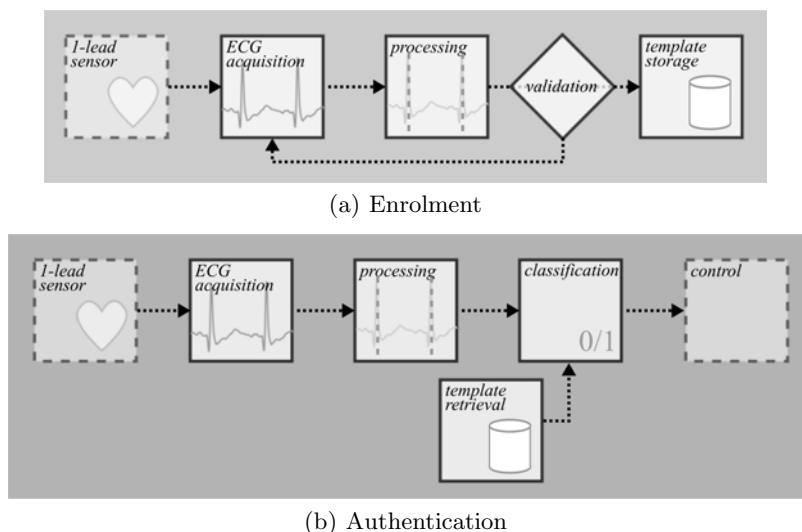 1-lead
sensor
ECG
acquisition
processing
validation
template
storage
(a) Enrolment
1-lead
sensor
ECG
acquisition
processing
classification
0/1
control
template
retrieval
(b) Authentication